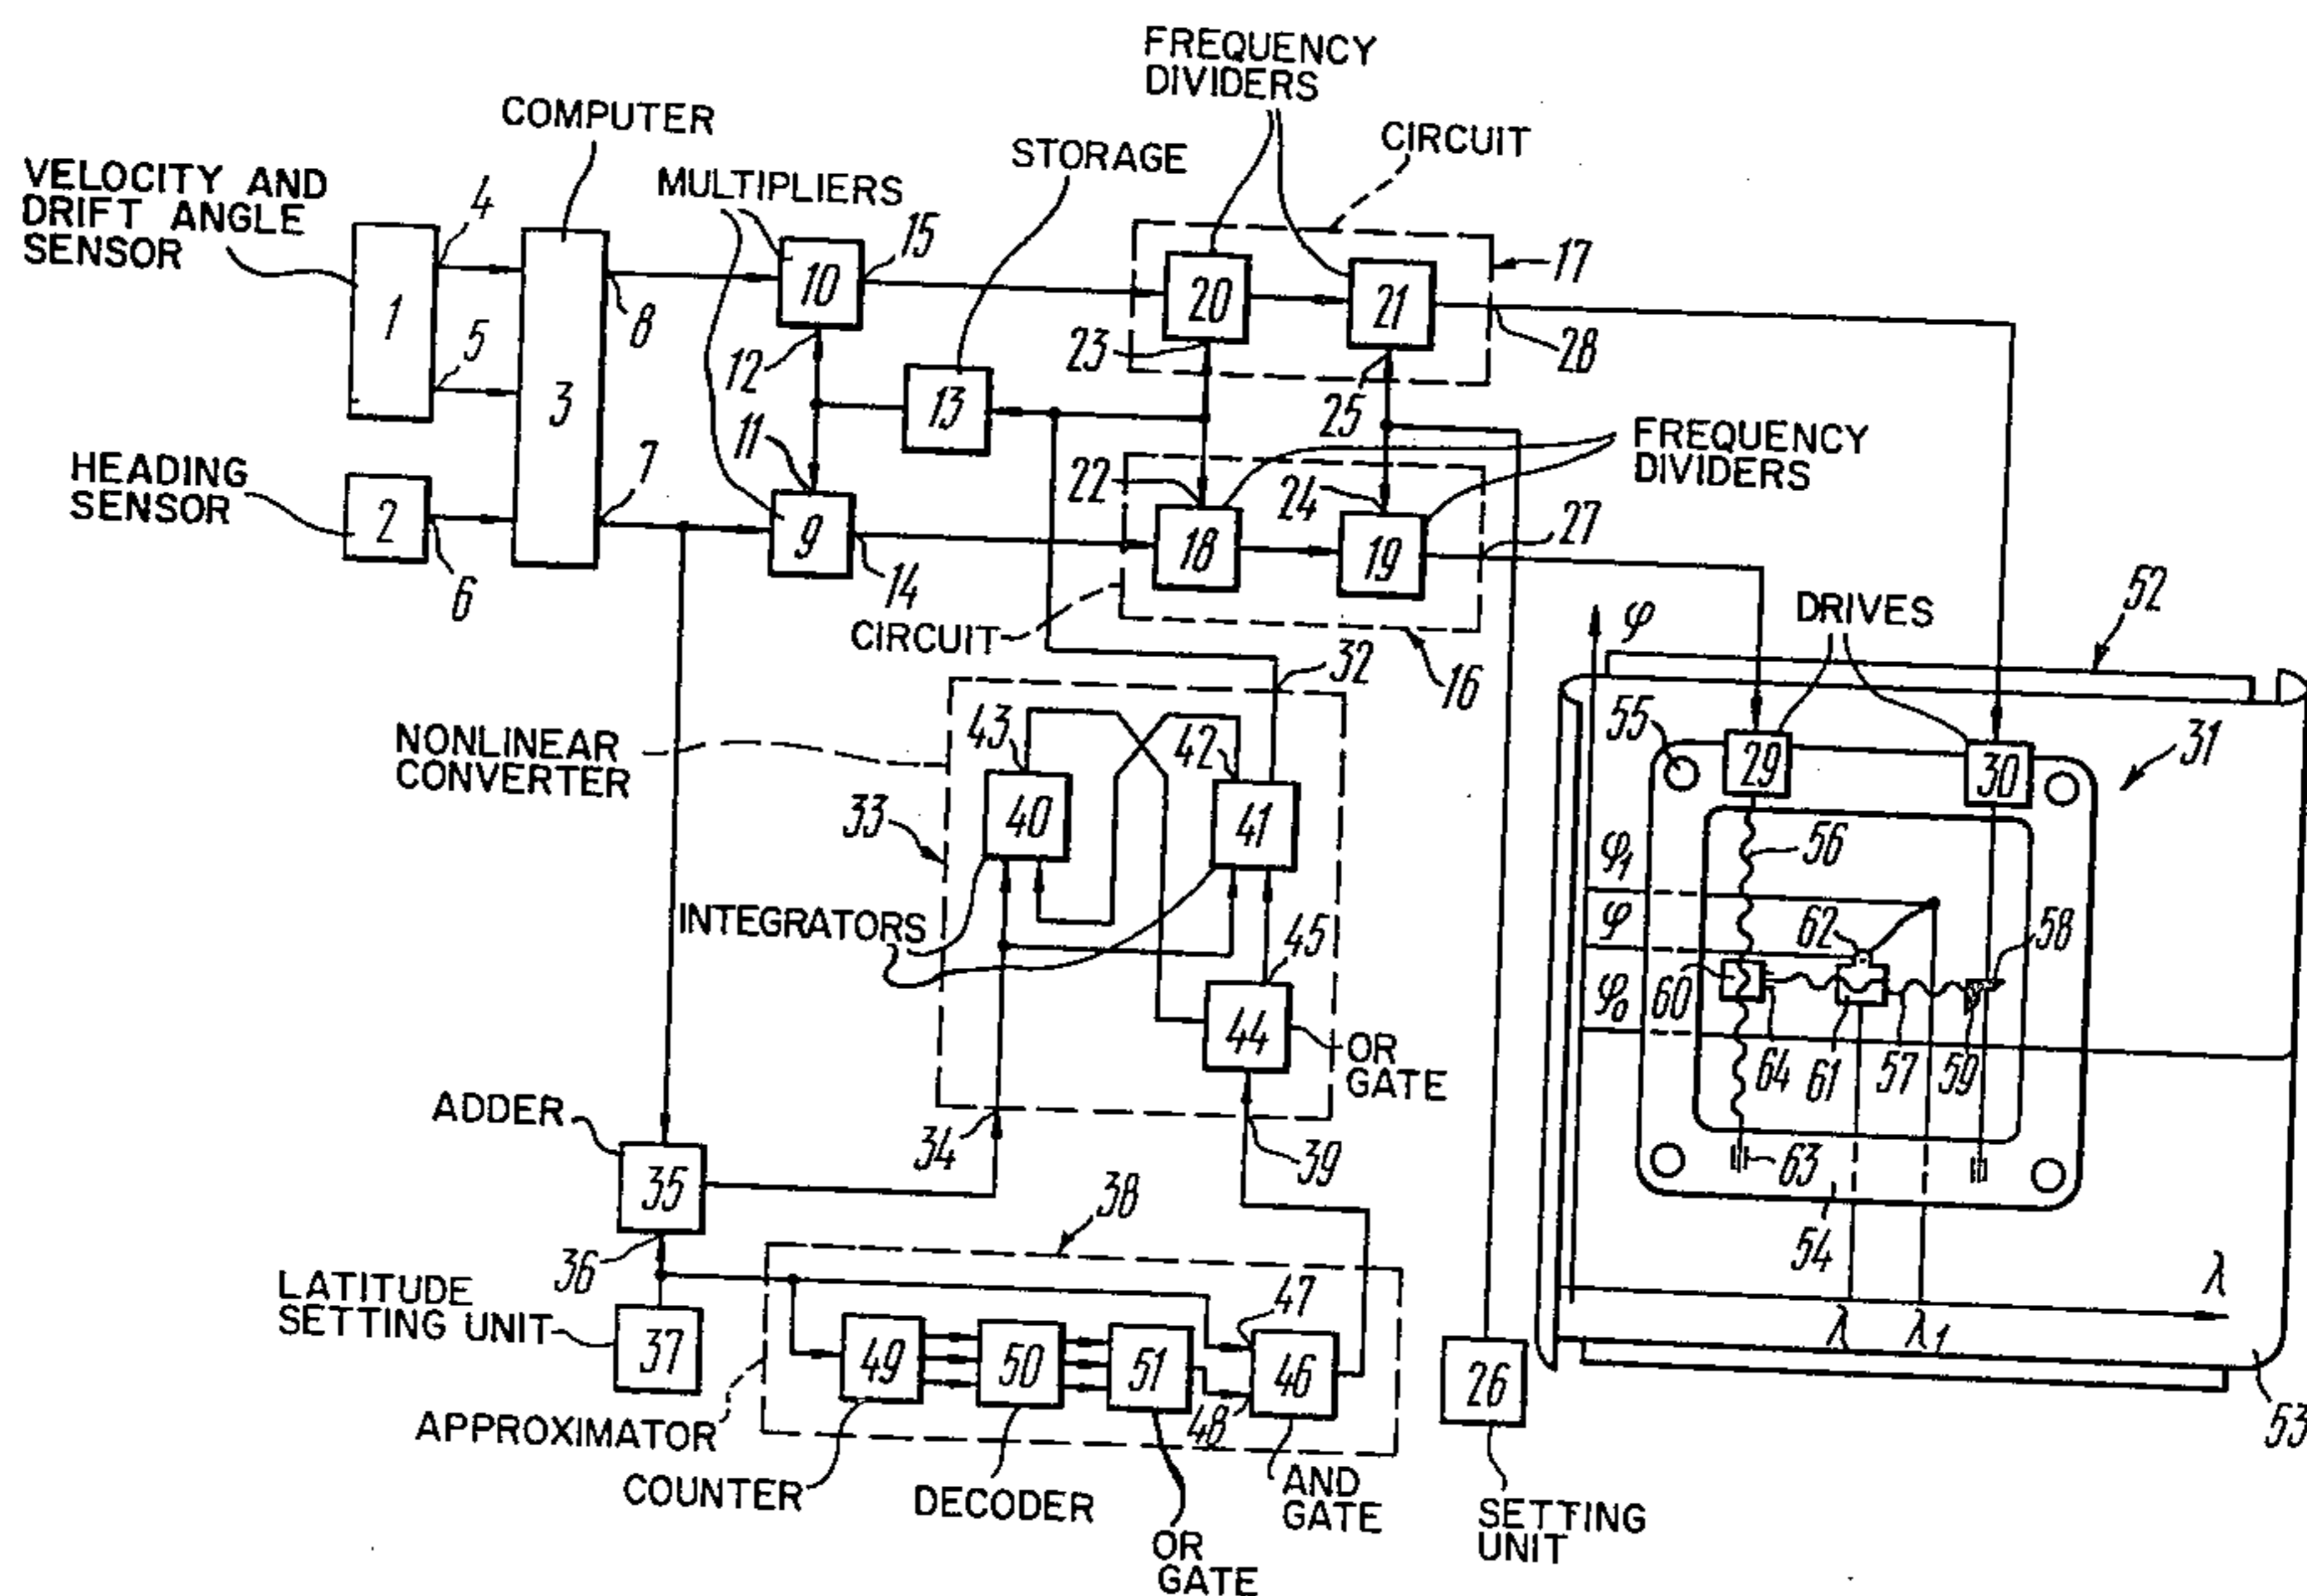 FREQUENCY
DIVIDERS
COMPUTER
CIRCUIT
STORAGE
VELOCITY AND
DRIFT ANGLE
SENSOR
MULTIPLIERS
4
15
17
1
10
20
21
8
28
5
12
23
3
13
25
11
FREQUENCY
DIVIDERS
HEADING
SENSOR
7
22
24
2
9
18
19
27
6
14
CIRCUIT
16
32
φ
DRIVES
52
NONLINEAR
CONVERTER
43
42
55
29
30
31
33
40
41
56
φ1
INTEGRATORS
45
φ
62
58
60
φ0
44
OR
GATE
64
61
57
59
ADDER
34
39
63
35
38
54
36
λ
LATITUDE
SETTING UNIT
37
47
λ
λ1
49
50
51
46
26
48
53
APPROXIMATOR
COUNTER
DECODER
AND
GATE
SETTING
UNIT
OR
GATE